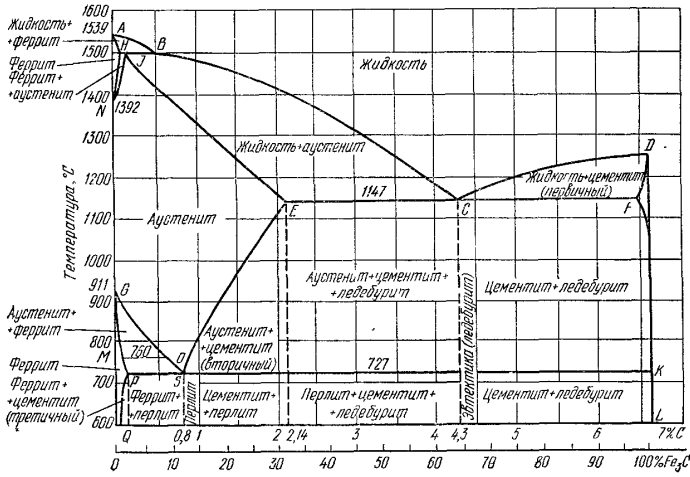 1600
1539
1500
1400
1300
1200
1100
1000
911
900
800
700
600
Температура, °С
Жидкость+
+феррит
Феррит
Феррит+
+аустенит
N
1392
A
H
J
B
Жидкость
Жидкость+аустенит
D
Жидкость+цементит
(первичный)
1147
E
C
F
Аустенит
Аустенит+цементит+
+ледебурит
Цементит+ледебурит
Эвтектика (ледебурит)
G
Аустенит+
+феррит
M
760
O
Аустенит+
+цементит
(вторичный)
727
K
Феррит
Феррит+
+цементит
(третичный)
P
S
Феррит+
+перлит
Перлит
Цементит+
+перлит
Перлит+цементит+
+ледебурит
Цементит+ледебурит
L
0 Q 0,8 1 2 2,14 3 4 4,3 5 6 7%C
0 10 20 30 40 50 60 70 80 90 100%Fe₃C